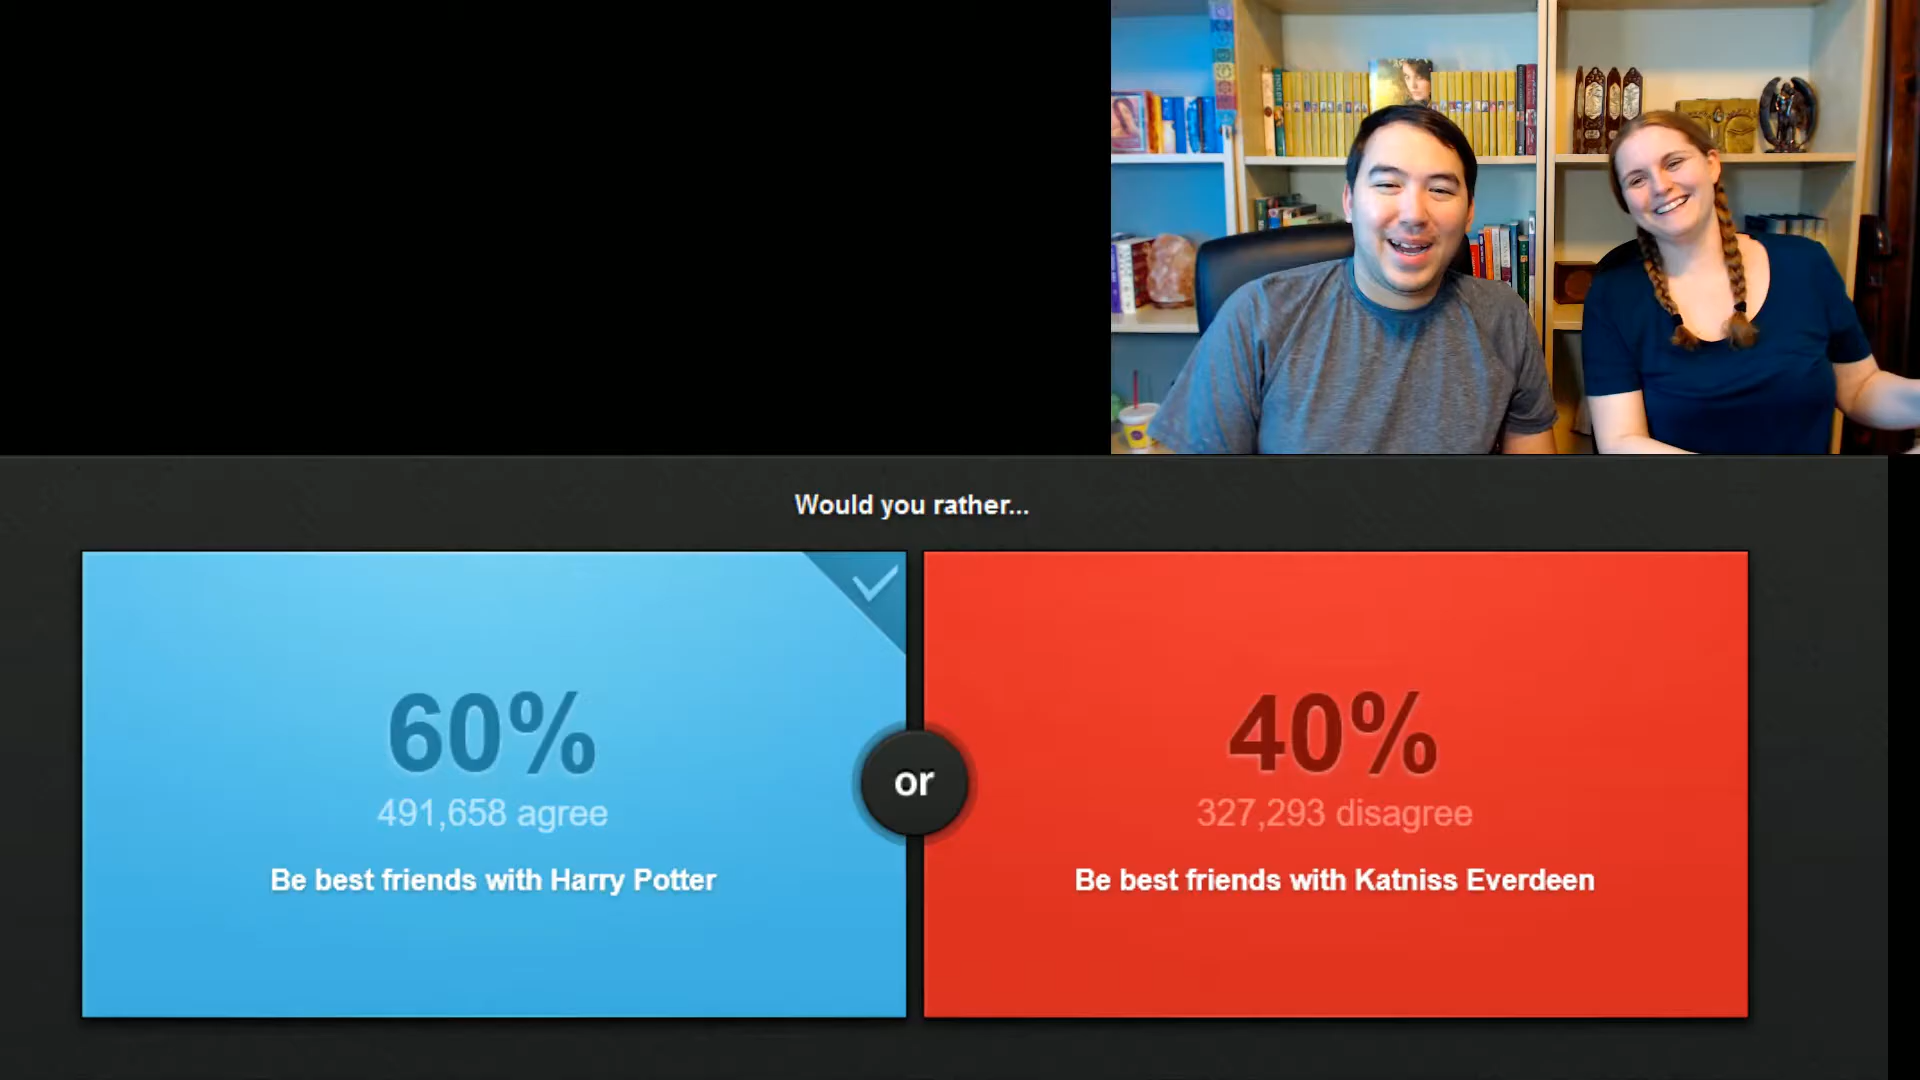 Would you rather...
60%
491,658 agree
Be best friends with Harry Potter
or
40%
327,293 disagree
Be best friends with Katniss Everdeen